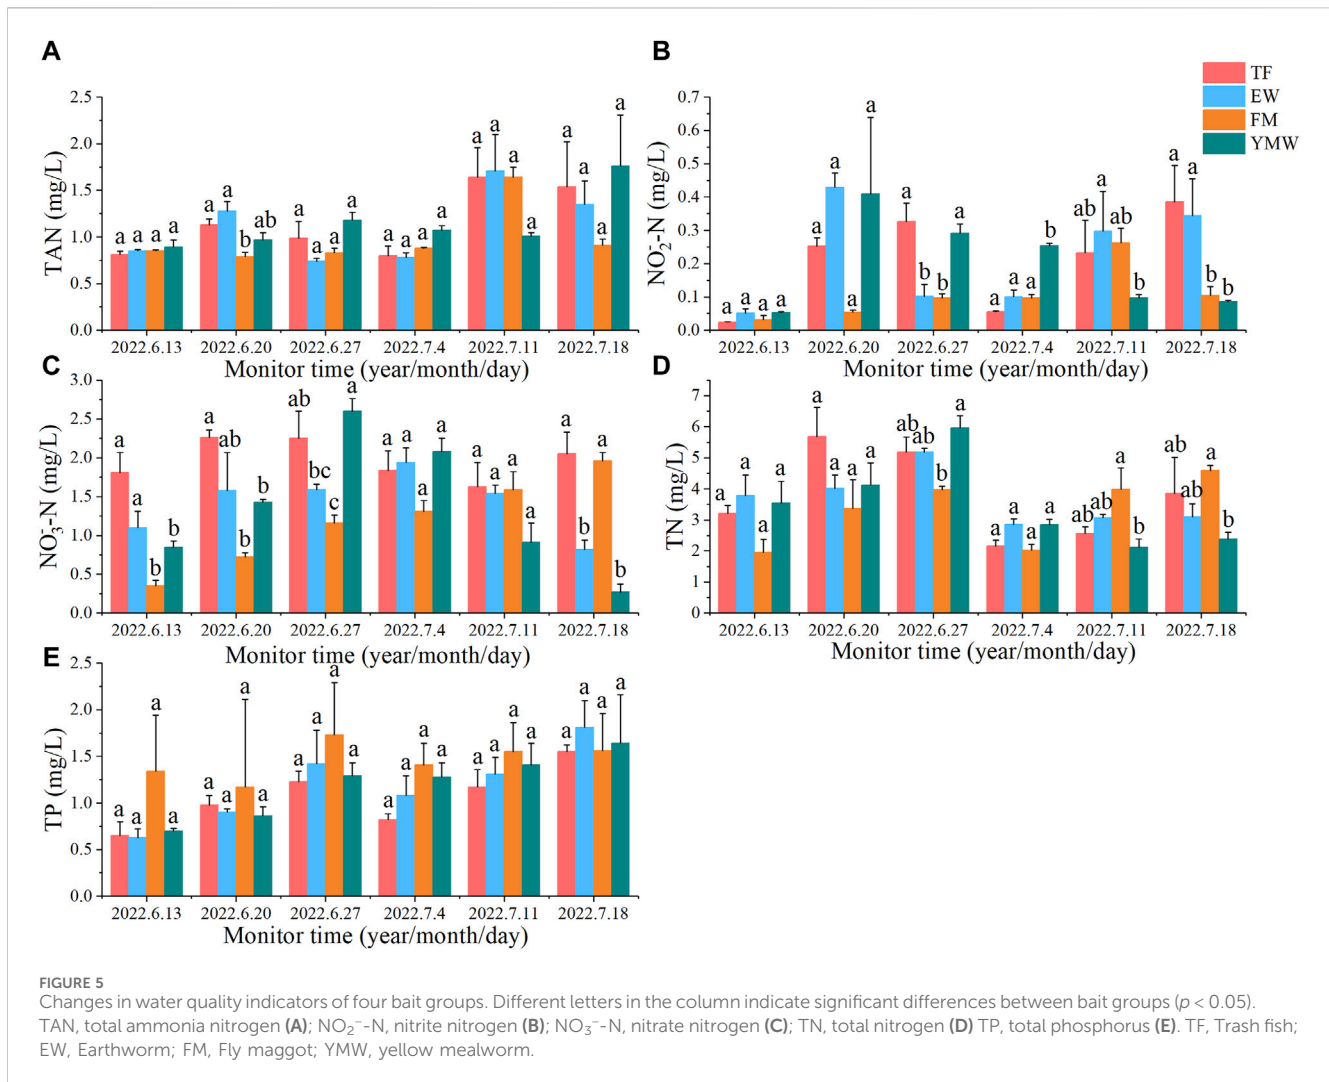 A
TAN (mg/L)
2.5
2.0
1.5
1.0
0.5
0.0
a a a a
a a b ab
a a a a
a a a a
a a a a
a a a a
2022.6.13 2022.6.20 2022.6.27 2022.7.4 2022.7.11 2022.7.18
Monitor time (year/month/day)
B
TF
EW
FM
YMW
NO₂⁻-N (mg/L)
0.7
0.6
0.5
0.4
0.3
0.2
0.1
0.0
a a a a
a a a a
a b b a
a a a b
ab a ab b
a a b b
2022.6.13 2022.6.20 2022.6.27 2022.7.4 2022.7.11 2022.7.18
Monitor time (year/month/day)
C
NO₃⁻-N (mg/L)
3.0
2.5
2.0
1.5
1.0
0.5
0.0
a a b b
a ab b b
ab bc c a
a a a a
a a a a
a b a b
2022.6.13 2022.6.20 2022.6.27 2022.7.4 2022.7.11 2022.7.18
Monitor time (year/month/day)
D
TN (mg/L)
7
6
5
4
3
2
1
0
a a a a
a a a a
ab ab b a
a a a a
ab ab a b
ab ab a b
2022.6.13 2022.6.20 2022.6.27 2022.7.4 2022.7.11 2022.7.18
Monitor time (year/month/day)
E
TP (mg/L)
2.5
2.0
1.5
1.0
0.5
0.0
a a a a
a a a a
a a a a
a a a a
a a a a
a a a a
2022.6.13 2022.6.20 2022.6.27 2022.7.4 2022.7.11 2022.7.18
Monitor time (year/month/day)
FIGURE 5
Changes in water quality indicators of four bait groups. Different letters in the column indicate significant differences between bait groups (p < 0.05).
TAN, total ammonia nitrogen (A); NO₂⁻-N, nitrite nitrogen (B); NO₃⁻-N, nitrate nitrogen (C); TN, total nitrogen (D) TP, total phosphorus (E). TF, Trash fish;
EW, Earthworm; FM, Fly maggot; YMW, yellow mealworm.